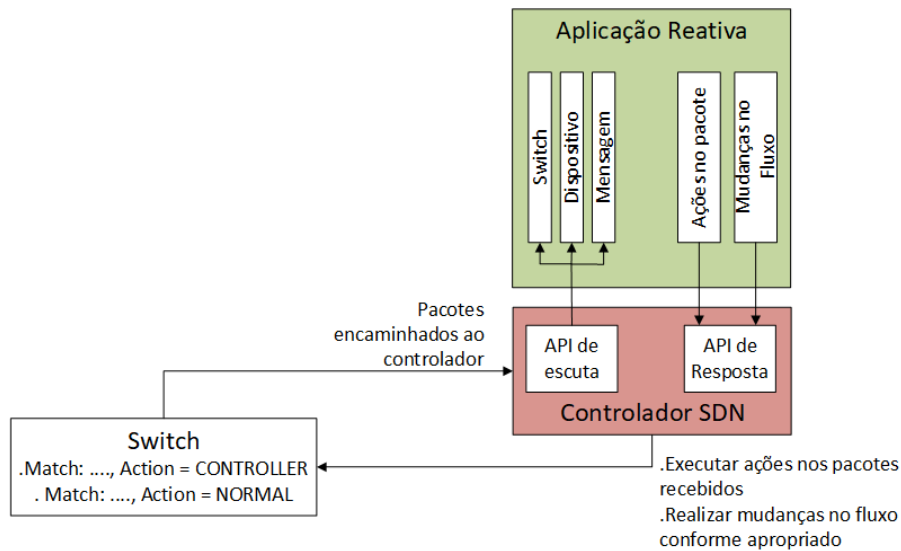 Aplicação Reativa
Switch
Dispositivo
Mensagem
Ações no pacote
Mudanças no
Fluxo
Pacotes
encaminhados ao
controlador
API de
escuta
API de
Resposta
Controlador SDN
Switch
.Match: ...., Action = CONTROLLER
. Match: ...., Action = NORMAL
.Executar ações nos pacotes
recebidos
.Realizar mudanças no fluxo
conforme apropriado